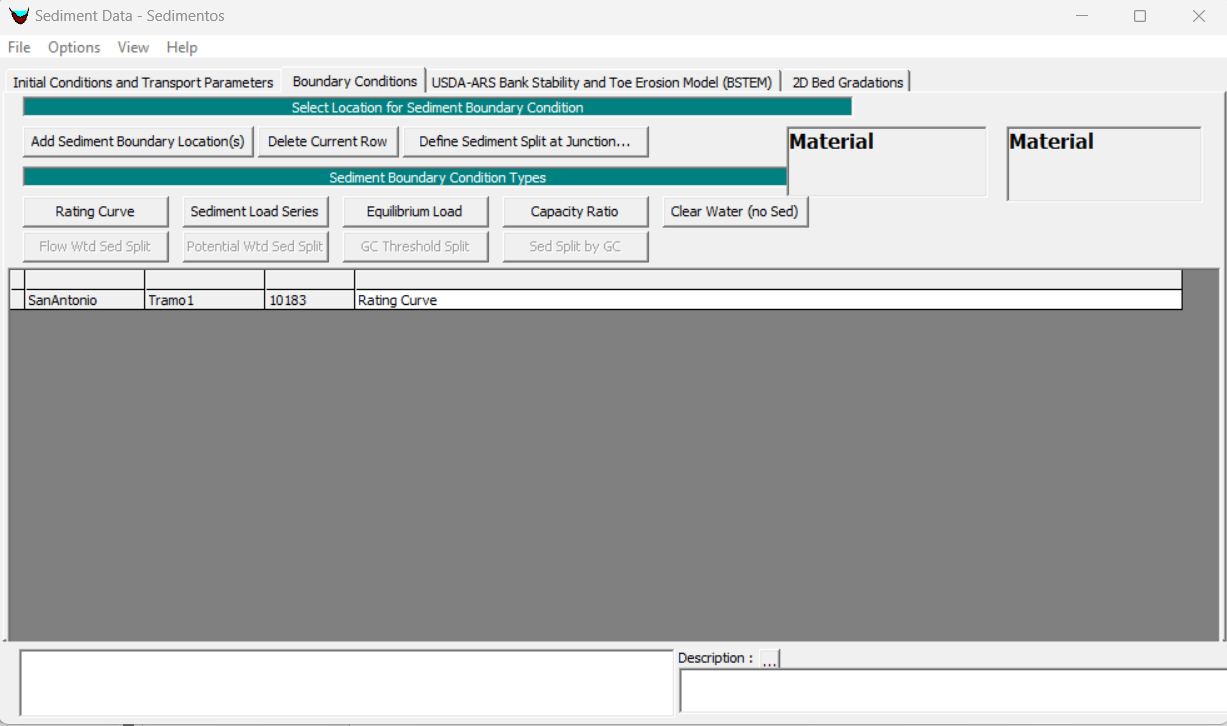 Sediment Data - Sedimentos
File Options View Help
Initial Conditions and Transport Parameters Boundary Conditions USDA-ARS Bank Stability and Toe Erosion Model (BSTEM) 2D Bed Gradations
Select Location for Sediment Boundary Condition
Add Sediment Boundary Location(s) Delete Current Row Define Sediment Split at Junction... Material Material
Sediment Boundary Condition Types
Rating Curve Sediment Load Series Equilibrium Load Capacity Ratio Clear Water (no Sed)
Flow Wtd Sed Split Potential Wtd Sed Split GC Threshold Split Sed Split by GC
SanAntonio Tramo1 10183 Rating Curve
Description : ...